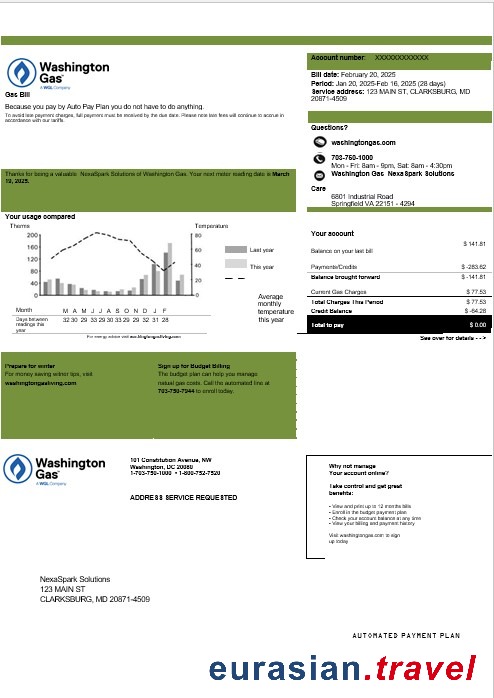 Washington
Gas
A WGL Company
Gas Bill
Because you pay by Auto Pay Plan you do not have to do anything.
To avoid late payment charges, full payment must be received by the due date. Please note late fees will continue to accrue in
accordance with our tariffs.
Account number: XXXXXXXXXXXX
Bill date: February 20, 2025
Period: Jan 20, 2025-Feb 16, 2025 (28 days)
Service address: 123 MAIN ST, CLARKSBURG, MD
20871-4509
Questions?
washingtongas.com
703-750-1000
Mon - Fri: 8am - 9pm, Sat: 8am - 4:30pm
Washington Gas NexaSpark Solutions
Care
6801 Industrial Road
Springfield VA 22151 - 4294
Thanks for being a valuable NexaSpark Solutions of Washington Gas. Your next meter reading date is March
19, 2025.
Your usage compared
Therms
Temperature
200
160
120
80
40
0
80
60
40
20
0
Last year
This year
Average
monthly
temperature
this year
Month M A M J J A S O N D J F
Days between
readings this
year
32 30 29 33 29 30 33 29 29 32 31 28
For energy advice visit washingtongasliving.com
Your account
Balance on your last bill $ 141.81
Payments/Credits $ -283.62
Balance brought forward $ -141.81
Current Gas Charges $ 77.53
Total Charges This Period $ 77.53
Credit Balance $ -64.28
Total to pay $ 0.00
See over for details - - >
Prepare for winter
For money saving winter tips, visit
washingtongasliving.com
Sign up for Budget Billing
The budget plan can help you manage
natural gas costs. Call the automated line at
703-750-7944 to enroll today.
Washington
Gas
A WGL Company
101 Constitution Avenue, NW
Washington, DC 20080
1-703-750-1000 • 1-800-752-7520
ADDRESS SERVICE REQUESTED
Why not manage
Your account online?
Take control and get great
benefits:
• View and print up to 12 months bills
• Enroll in the budget payment plan
• Check your account balance at any time
• View your billing and payment history
Visit washingtongas.com to sign
up today
NexaSpark Solutions
123 MAIN ST
CLARKSBURG, MD 20871-4509
AUTOMATED PAYMENT PLAN
eurasian.travel